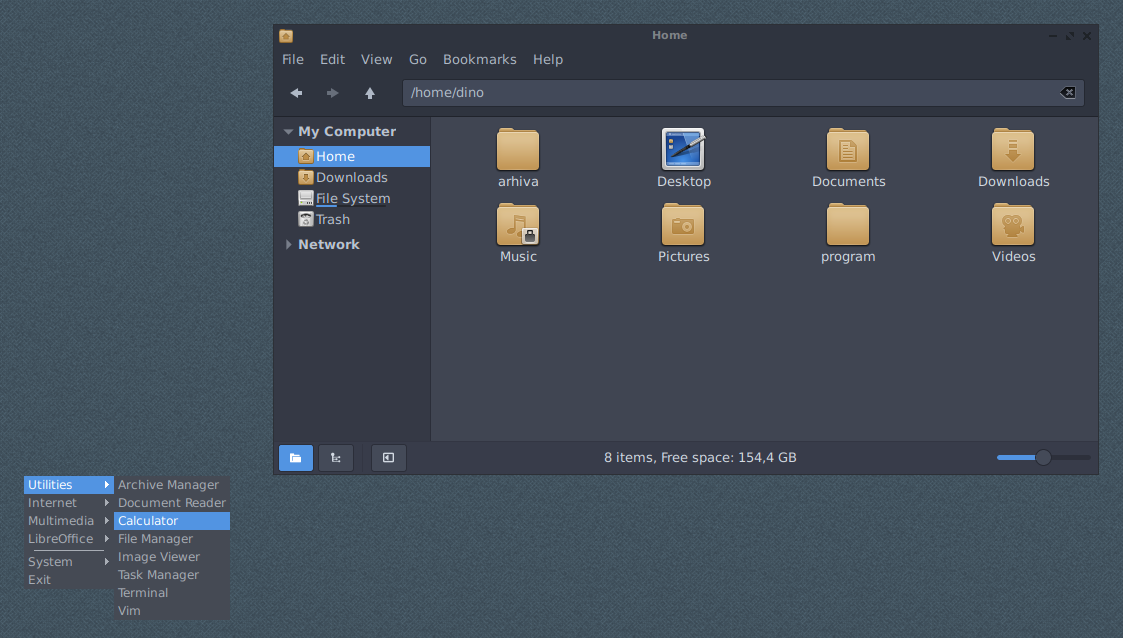 Home
File Edit View Go Bookmarks Help
/home/dino
My Computer
Home
Downloads
File System
Trash
Network
arhiva Desktop Documents Downloads
Music Pictures program Videos
8 items, Free space: 154,4 GB
Utilities
Internet
Multimedia
LibreOffice
System
Exit
Archive Manager
Document Reader
Calculator
File Manager
Image Viewer
Task Manager
Terminal
Vim